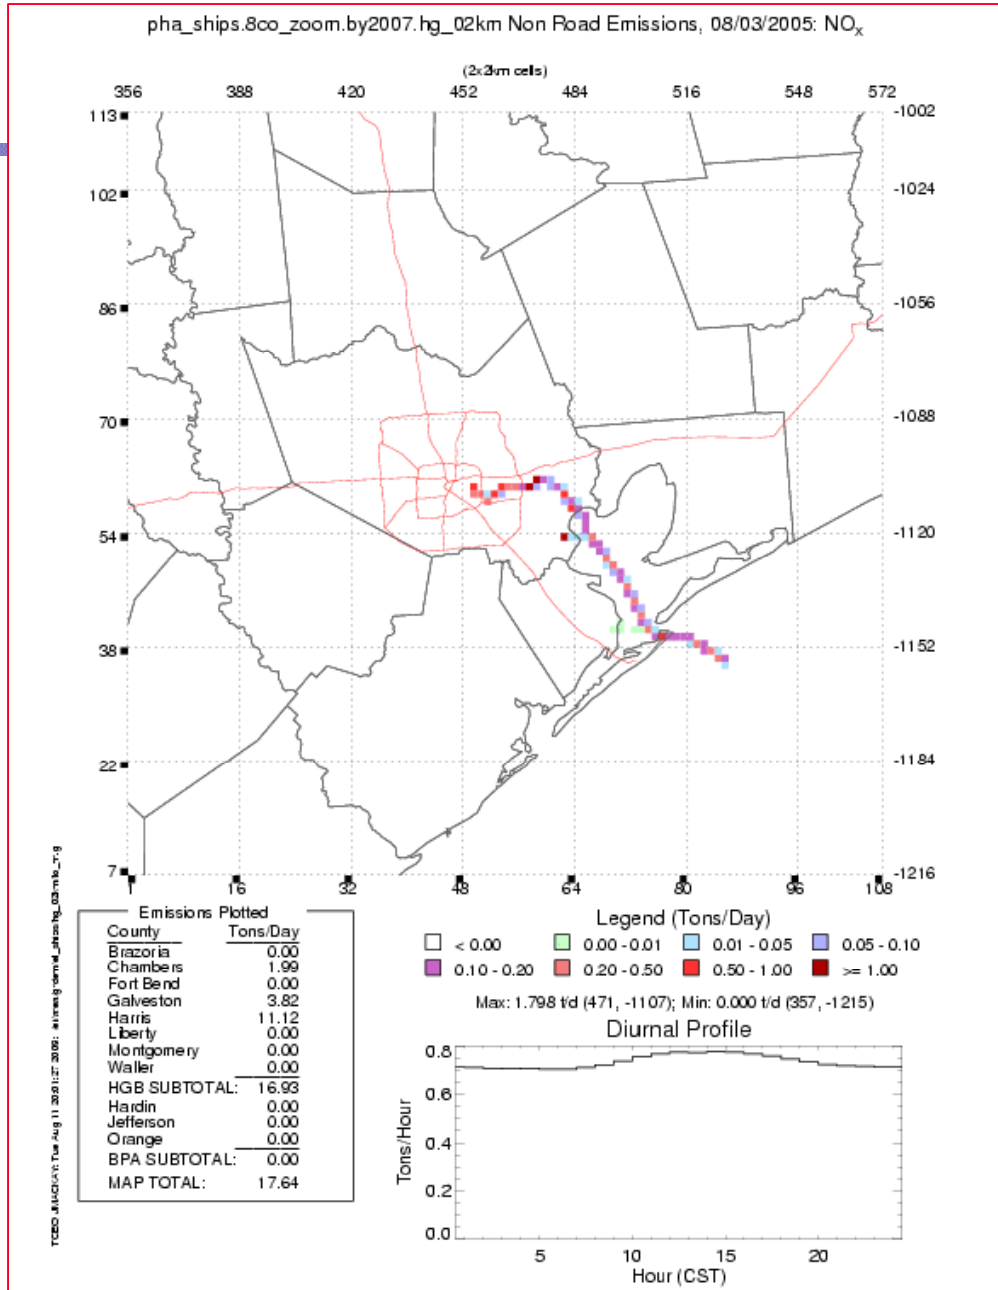 pha_ships.8co_zoom.by2007.hg_02km Non Road Emissions, 08/03/2005: NOx
(2x2km cells)
356 388 420 452 484 516 548 572
113 -1002
102 -1024
86 -1056
70 -1088
54 -1120
38 -1152
22 -1184
7 -1216
1 16 32 48 64 80 96 108
Emissions Plotted
County Tons/Day
Brazoria 0.00
Chambers 1.99
Fort Bend 0.00
Galveston 3.82
Harris 11.12
Liberty 0.00
Montgomery 0.00
Waller 0.00
HGB SUBTOTAL: 16.93
Hardin 0.00
Jefferson 0.00
Orange 0.00
BPA SUBTOTAL: 0.00
MAP TOTAL: 17.64
Legend (Tons/Day)
< 0.00 0.00 - 0.01 0.01 - 0.05 0.05 - 0.10
0.10 - 0.20 0.20 - 0.50 0.50 - 1.00 >= 1.00
Max: 1.798 t/d (471, -1107); Min: 0.000 t/d (357, -1215)
Diurnal Profile
0.8
0.6
0.4
0.2
0.0
Tons/Hour
5 10 15 20
Hour (CST)